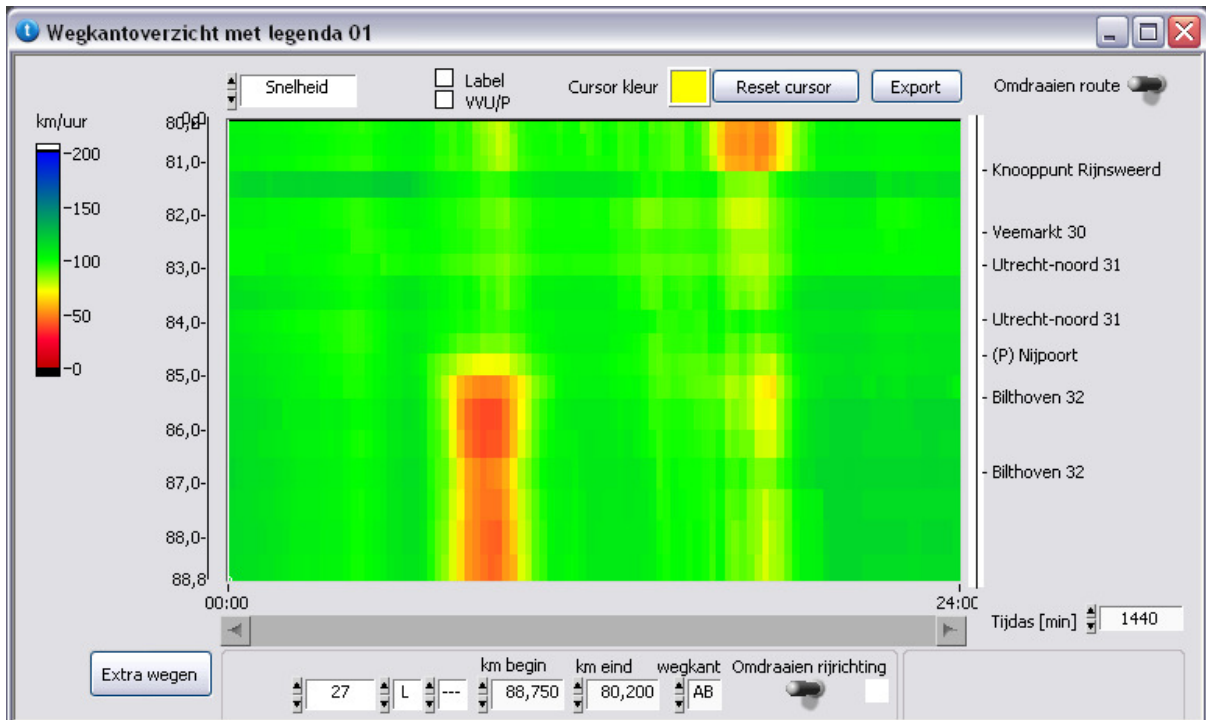 Wegkantoverzicht met legenda 01
Snelheid
Label
VVU/P
Cursor kleur
Reset cursor
Export
Omdraaien route
km/uur
200
150
100
50
0
81,0
82,0
83,0
84,0
85,0
86,0
87,0
88,0
88,8
Knooppunt Rijnsweerd
Veemarkt 30
Utrecht-noord 31
Utrecht-noord 31
(P) Nijpoort
Bilthoven 32
Bilthoven 32
00:00
24:00
Tijdas [min]
1440
Extra wegen
km begin
km eind
wegkant
Omdraaien rijrichting
27
L
---
88,750
80,200
AB